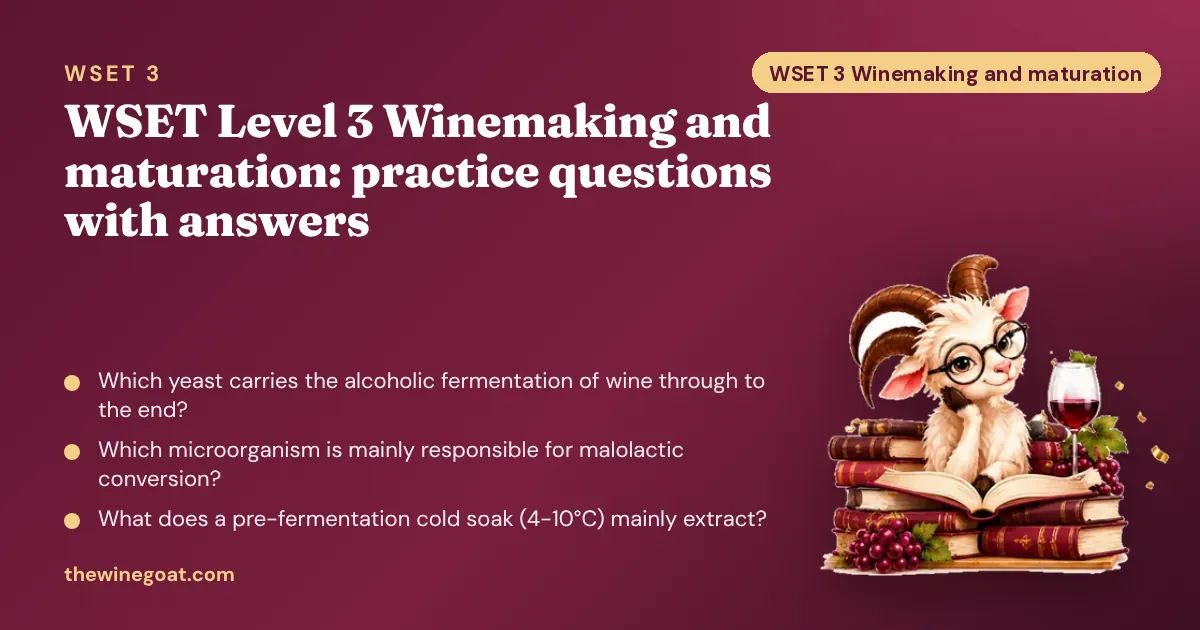 WSET 3
WSET 3 Winemaking and maturation
WSET Level 3 Winemaking and
maturation: practice questions
with answers
Which yeast carries the alcoholic fermentation of wine through to
the end?
Which microorganism is mainly responsible for malolactic
conversion?
What does a pre-fermentation cold soak (4–10°C) mainly extract?
thewinegoat.com